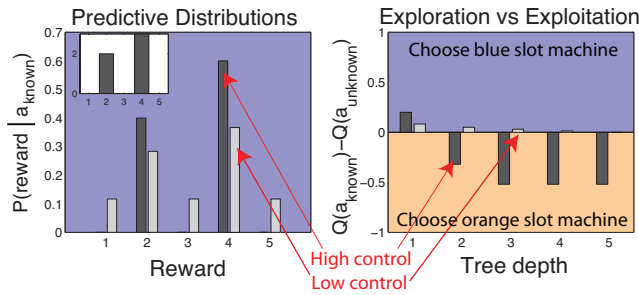 Predictive Distributions
P(reward | a_known)
0.7
0.6
0.5
0.4
0.3
0.2
0.1
0
2
0
1 2 3 4 5
1 2 3 4 5
Reward
High control
Low control
Exploration vs Exploitation
Q(a_known)−Q(a_unknown)
1
0.5
0
−0.5
−1
Choose blue slot machine
Choose orange slot machine
1 2 3 4 5
Tree depth